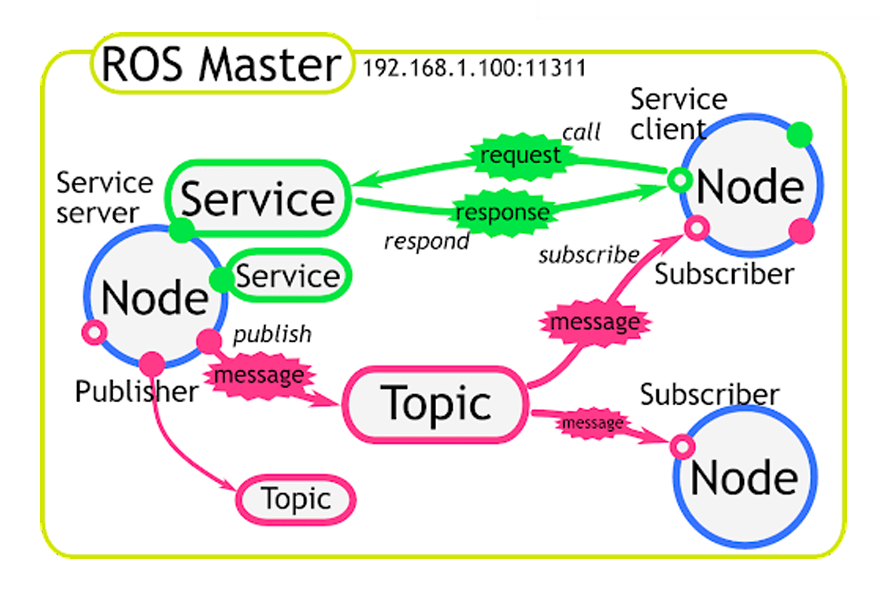 ROS Master
192.168.1.100:11311
Service
client
call
request
Node
Service
server
Service
response
respond
subscribe
Subscriber
Service
Node
publish
message
message
Publisher
Topic
Subscriber
message
Node
Topic